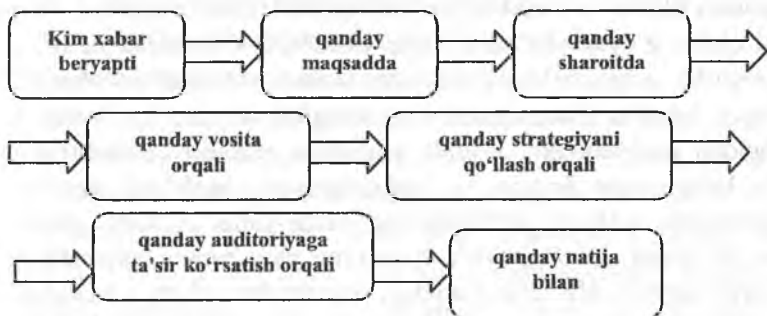 Kim xabar
beryapti
qanday
maqsadda
qanday
sharoitda
qanday vosita
orqali
qanday strategiyani
qo‘llash orqali
qanday auditoriyaga
ta'sir ko‘rsatish orqali
qanday natija
bilan